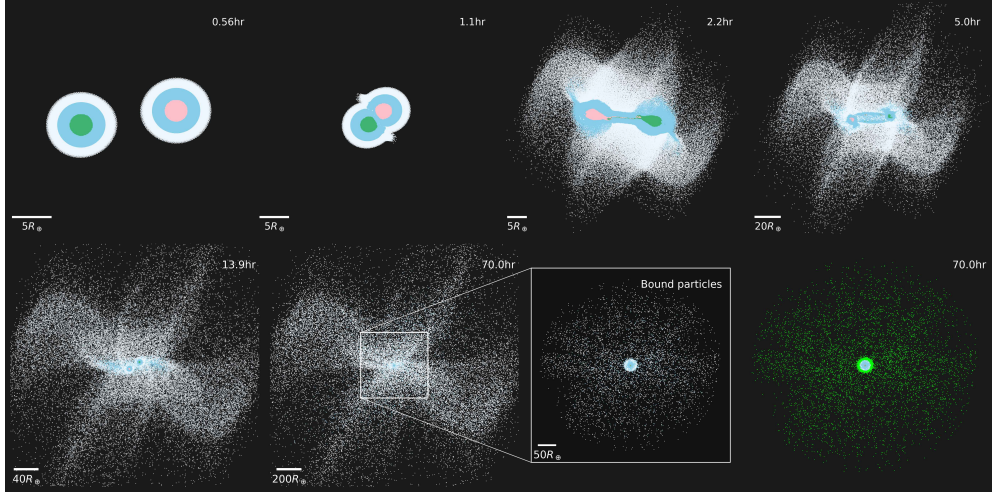 0.56hr
5R⊕
1.1hr
5R⊕
2.2hr
5R⊕
5.0hr
20R⊕
13.9hr
40R⊕
70.0hr
200R⊕
Bound particles
50R⊕
70.0hr